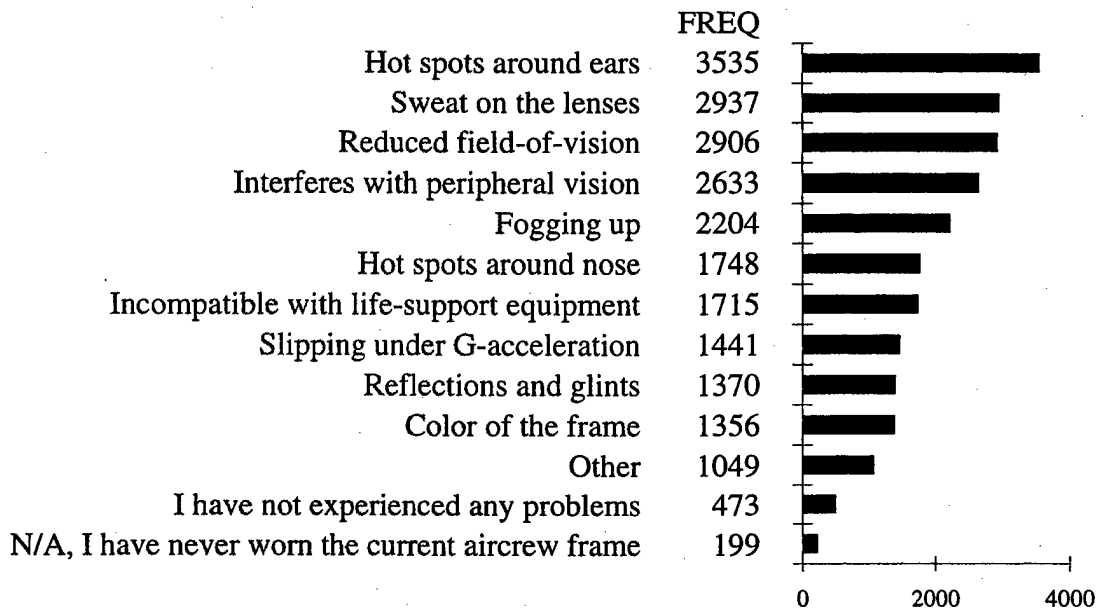 FREQ
Hot spots around ears 3535
Sweat on the lenses 2937
Reduced field-of-vision 2906
Interferes with peripheral vision 2633
Fogging up 2204
Hot spots around nose 1748
Incompatible with life-support equipment 1715
Slipping under G-acceleration 1441
Reflections and glints 1370
Color of the frame 1356
Other 1049
I have not experienced any problems 473
N/A, I have never worn the current aircrew frame 199
0 2000 4000